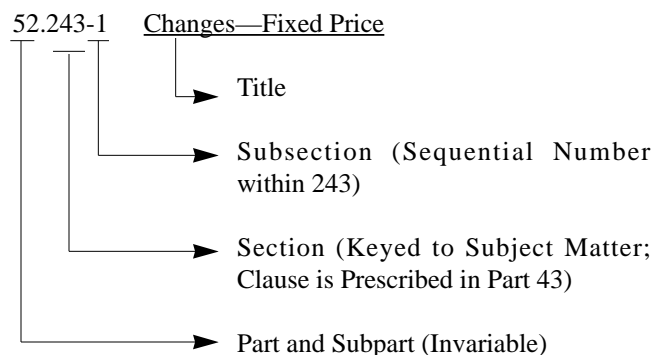 52.243-1 Changes—Fixed Price
Title
Subsection (Sequential Number
within 243)
Section (Keyed to Subject Matter;
Clause is Prescribed in Part 43)
Part and Subpart (Invariable)